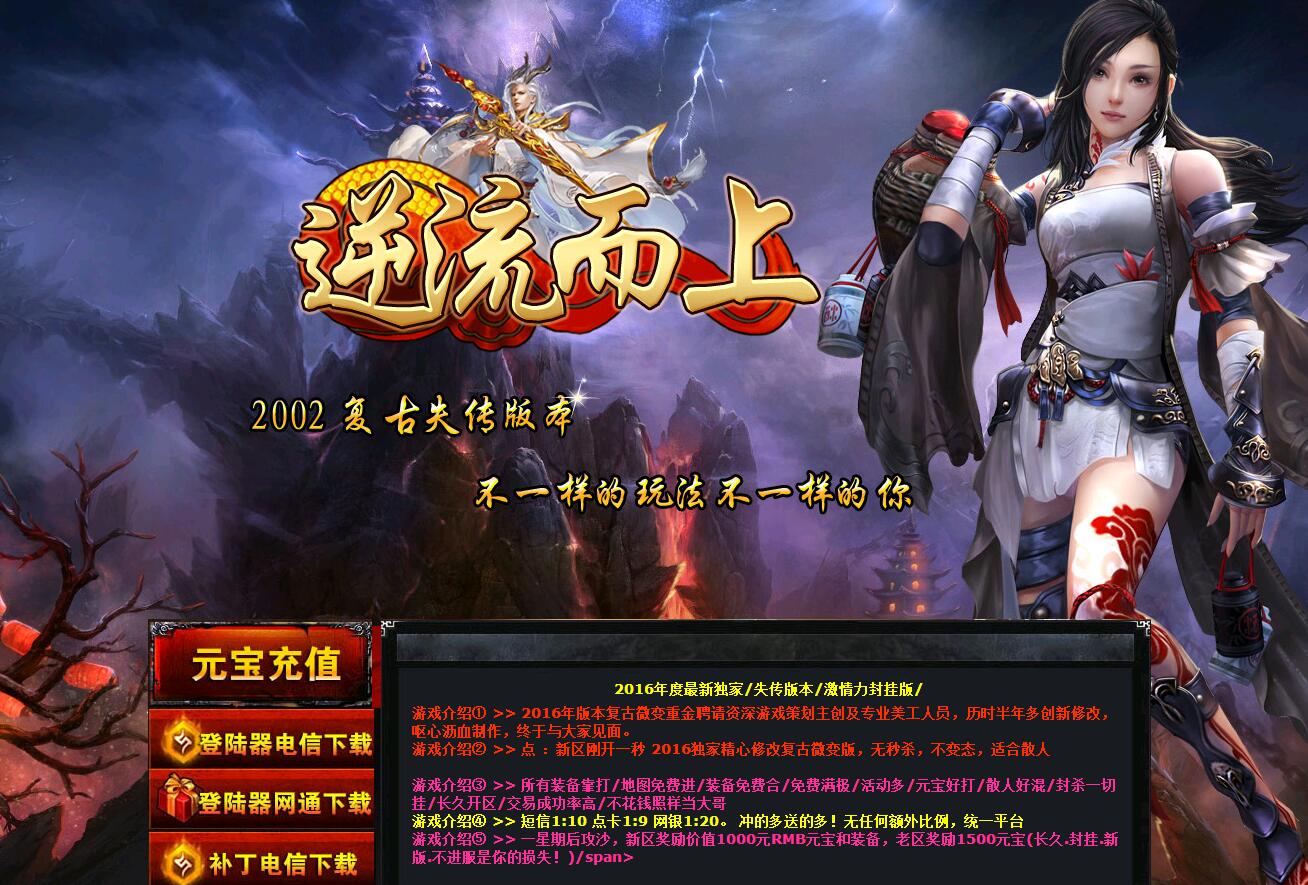 逆流而上
2002 复古失传版本
不一样的玩法不一样的你
元宝充值
登陆器电信下载
登陆器网通下载
补丁电信下载
2016年度最新独家/失传版本/激情力封挂版/
游戏介绍① >> 2016年版本复古微变重金聘请资深游戏策划主创及专业美工人员，历时半年多创新修改，
呕心沥血制作，终于与大家见面。
游戏介绍② >> 点 ：新区刚开一秒 2016独家精心修改复古微变版，无秒杀，不变态，适合散人
游戏介绍③ >> 所有装备靠打/地图免费进/装备免费合/免费满极/活动多/元宝好打/散人好混/封杀一切
挂/长久开区/交易成功率高/不花钱照样当大哥
游戏介绍④ >> 短信1:10 点卡1:9 网银1:20。 冲的多送的多！无任何额外比例，统一平台
游戏介绍⑤ >> 一星期后攻沙，新区奖励价值1000元RMB元宝和装备，老区奖励1500元宝(长久.封挂.新
版.不进服是你的损失！)/span>